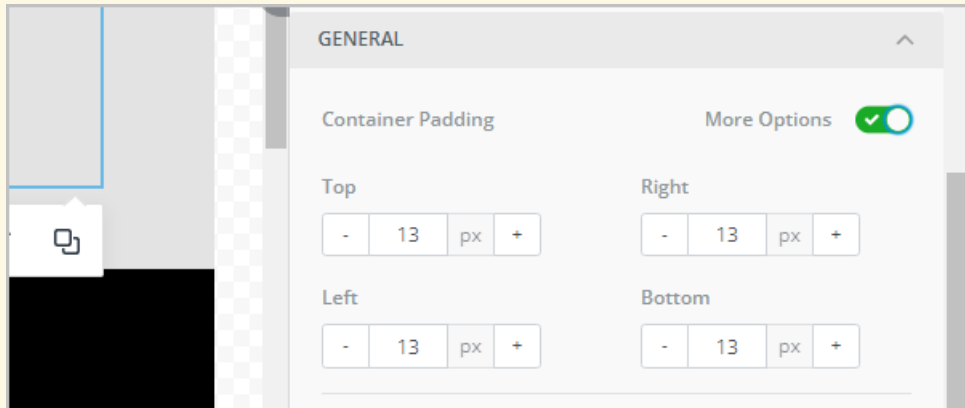 GENERAL
Container Padding More Options
Top Right
- 13 px + - 13 px +
Left Bottom
- 13 px + - 13 px +